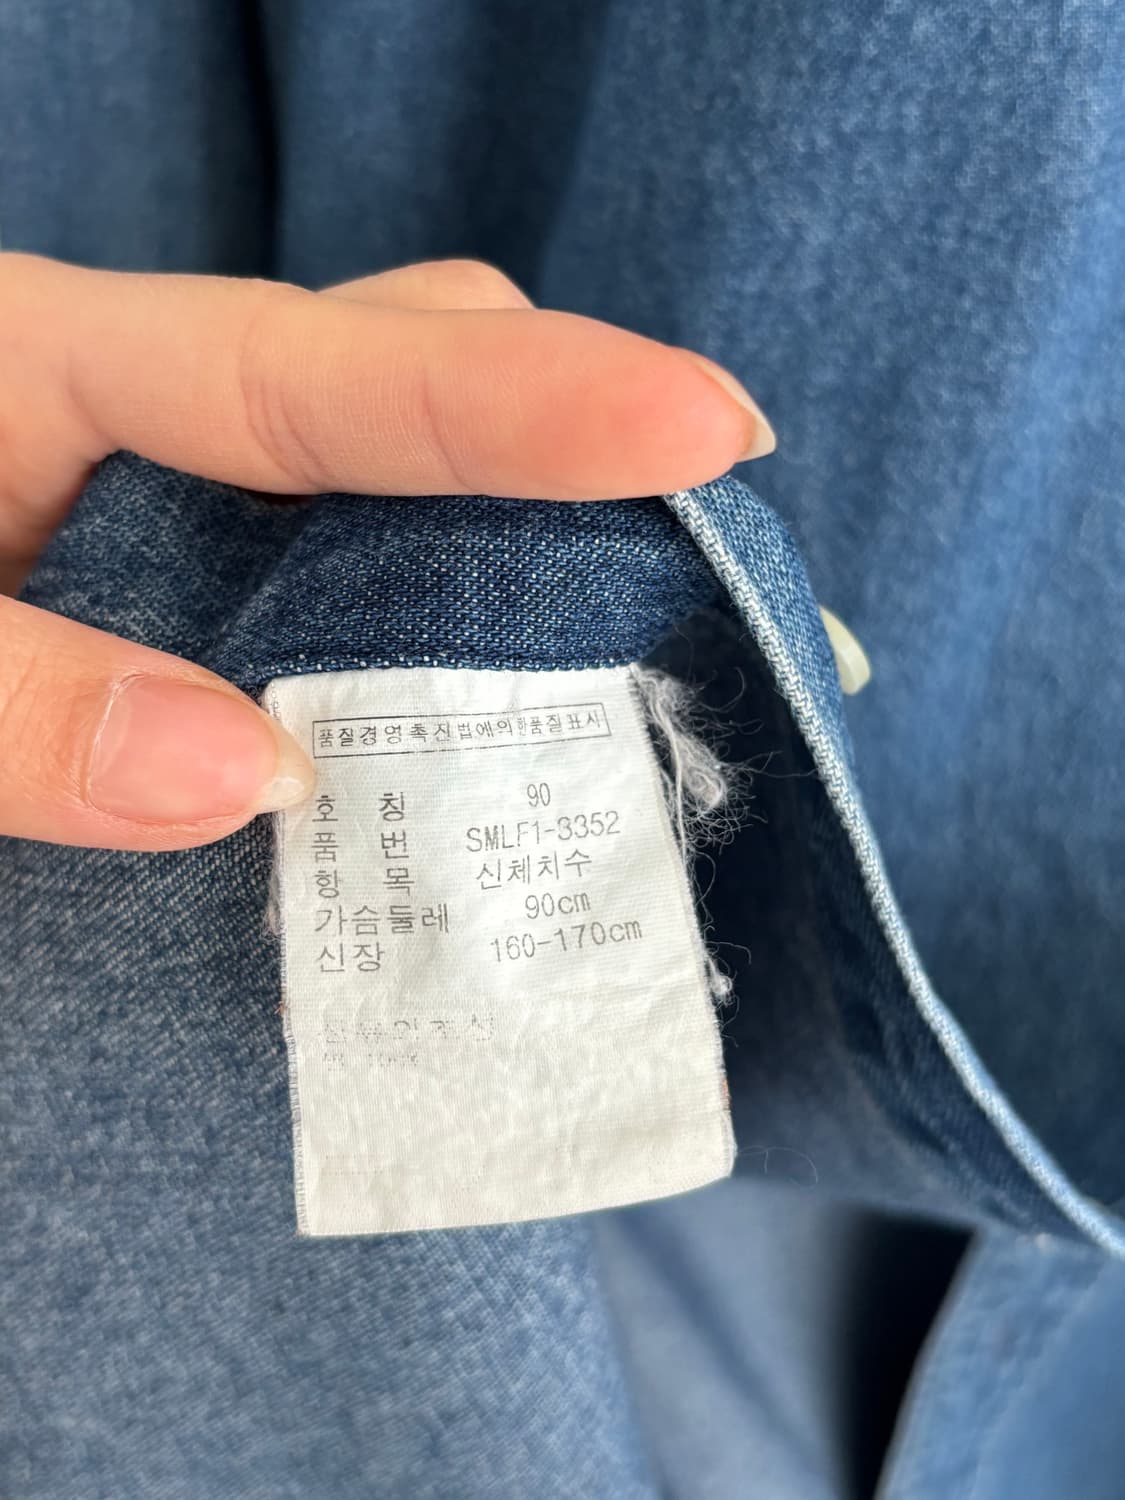 품질경영촉진법에의한품질표시
호 칭 90
품 번 SMLF1-3352
항 목 신체치수
가슴둘레 90cm
신장 160-170cm